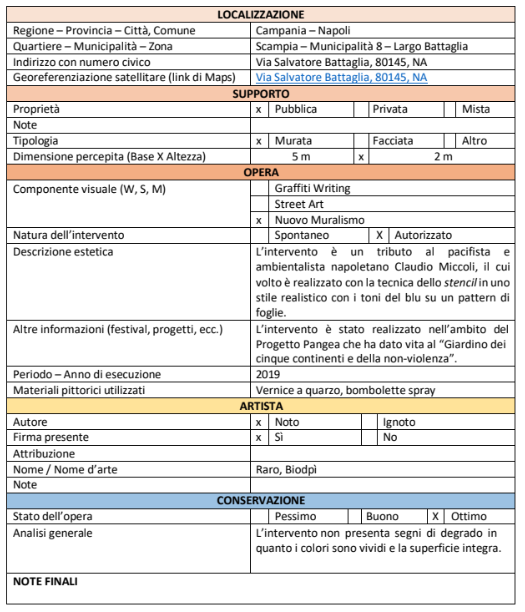 LOCALIZZAZIONE
Regione – Provincia – Città, Comune Campania – Napoli
Quartiere – Municipalità – Zona Scampia – Municipalità 8 – Largo Battaglia
Indirizzo con numero civico Via Salvatore Battaglia, 80145, NA
Georeferenziazione satellitare (link di Maps) Via Salvatore Battaglia, 80145, NA
SUPPORTO
Proprietà x Pubblica Privata Mista
Note
Tipologia x Murata Facciata Altro
Dimensione percepita (Base X Altezza) 5 m x 2 m
OPERA
Componente visuale (W, S, M) Graffiti Writing
Street Art
x Nuovo Muralismo
Natura dell'intervento Spontaneo X Autorizzato
Descrizione estetica L'intervento è un tributo al pacifista e
ambientalista napoletano Claudio Miccoli, il cui
volto è realizzato con la tecnica dello stencil in uno
stile realistico con i toni del blu su un pattern di
foglie.
Altre informazioni (festival, progetti, ecc.) L'intervento è stato realizzato nell'ambito del
Progetto Pangea che ha dato vita al "Giardino dei
cinque continenti e della non-violenza".
Periodo – Anno di esecuzione 2019
Materiali pittorici utilizzati Vernice a quarzo, bombolette spray
ARTISTA
Autore x Noto Ignoto
Firma presente x Sì No
Attribuzione
Nome / Nome d'arte Raro, Biodpì
Note
CONSERVAZIONE
Stato dell'opera Pessimo Buono X Ottimo
Analisi generale L'intervento non presenta segni di degrado in
quanto i colori sono vividi e la superficie integra.
NOTE FINALI